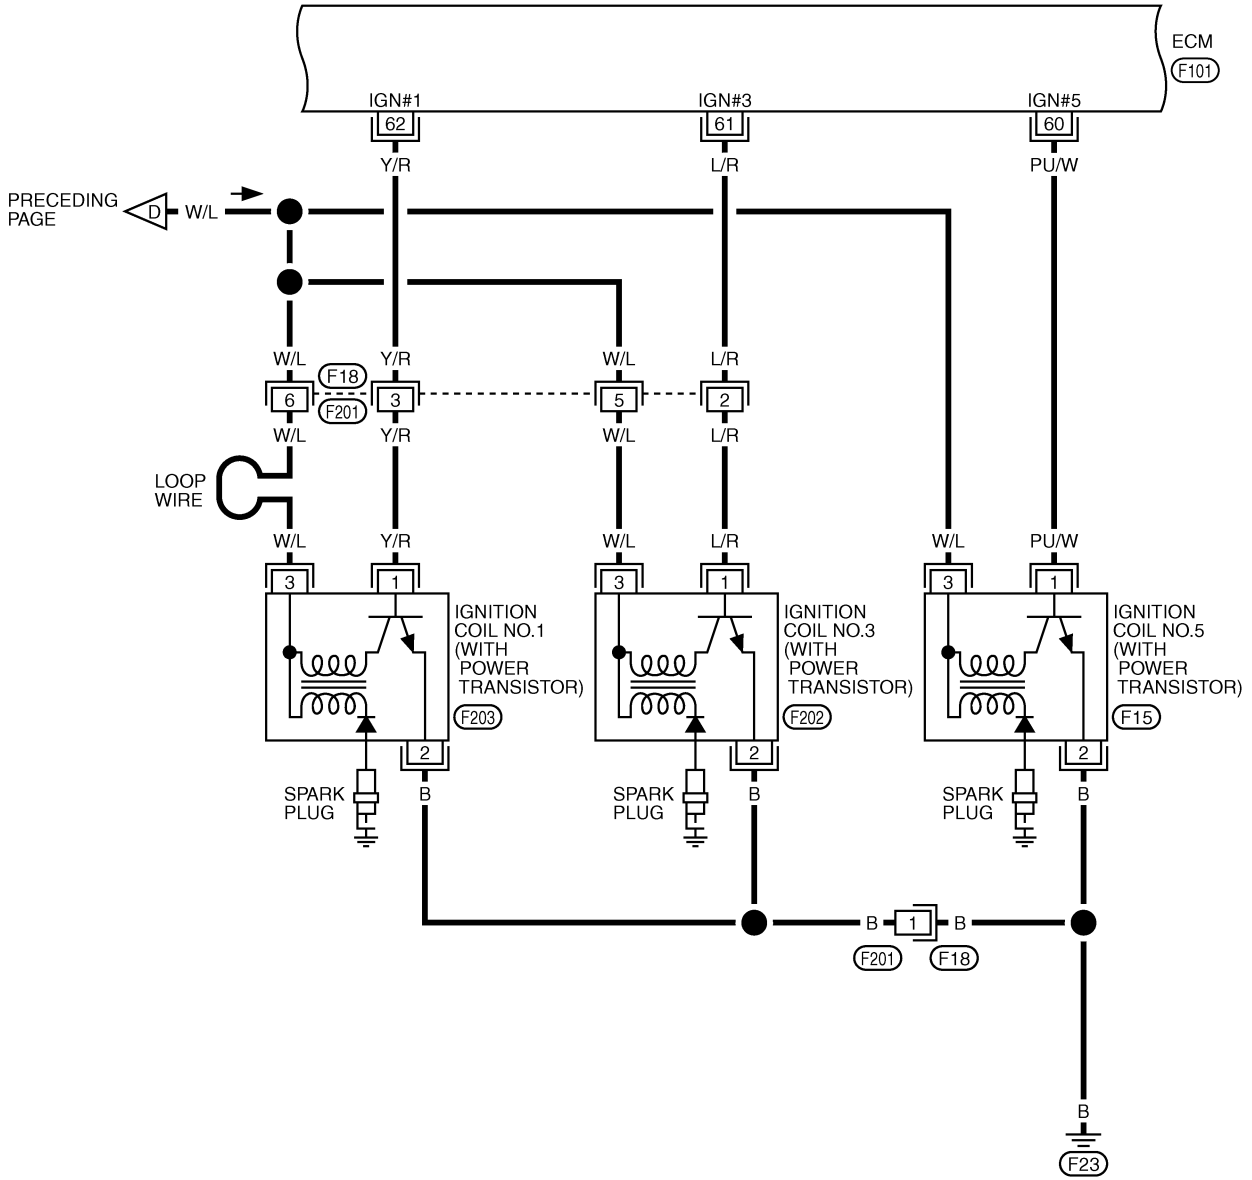 ECM
F101
IGN#1
IGN#3
IGN#5
62
61
60
Y/R
L/R
PU/W
PRECEDING
PAGE
D
W/L
W/L
F18
Y/R
W/L
L/R
6
F201
3
5
2
W/L
Y/R
W/L
L/R
LOOP
WIRE
W/L
Y/R
W/L
L/R
W/L
PU/W
3
1
3
1
3
1
IGNITION
COIL NO.1
(WITH
POWER
TRANSISTOR)
F203
IGNITION
COIL NO.3
(WITH
POWER
TRANSISTOR)
F202
IGNITION
COIL NO.5
(WITH
POWER
TRANSISTOR)
F15
2
2
2
SPARK
PLUG
B
SPARK
PLUG
B
SPARK
PLUG
B
B
1
B
F201
F18
B
F23